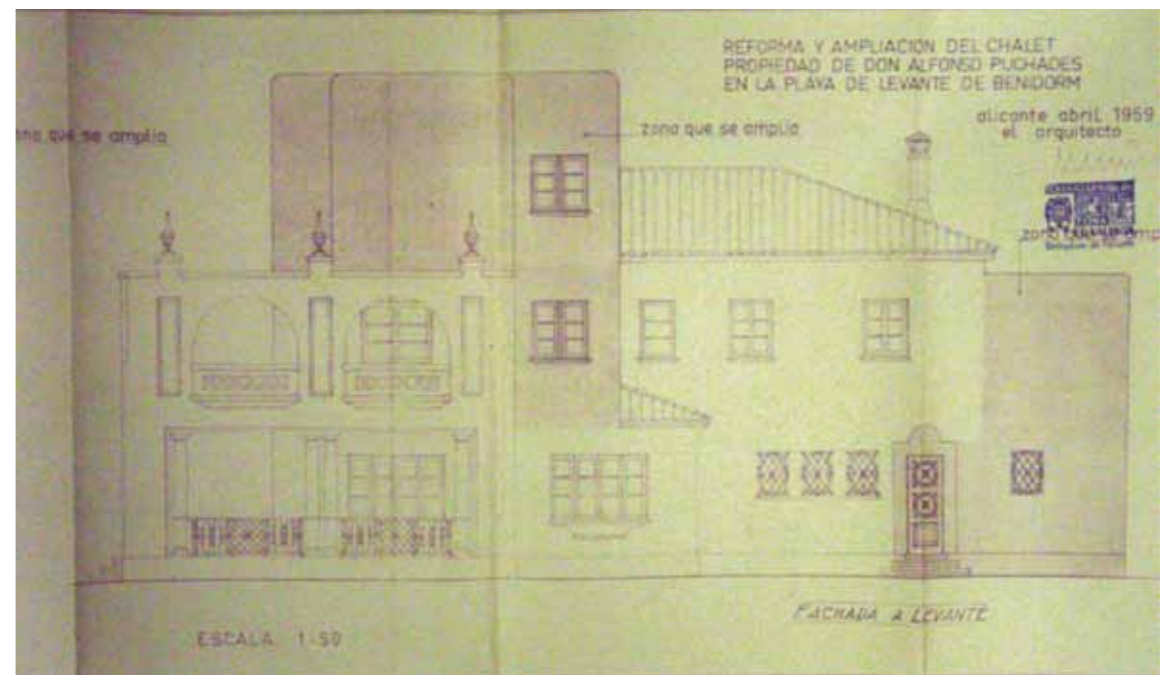 REFORMA Y AMPLIACION DEL CHALET
PROPIEDAD DE DON ALFONSO PUCHADES
EN LA PLAYA DE LEVANTE DE BENIDORM
alicante abril 1959
el arquitecto
que se amplia
zona que se amplia
zona
ESCALA 1·50
FACHADA A LEVANTE